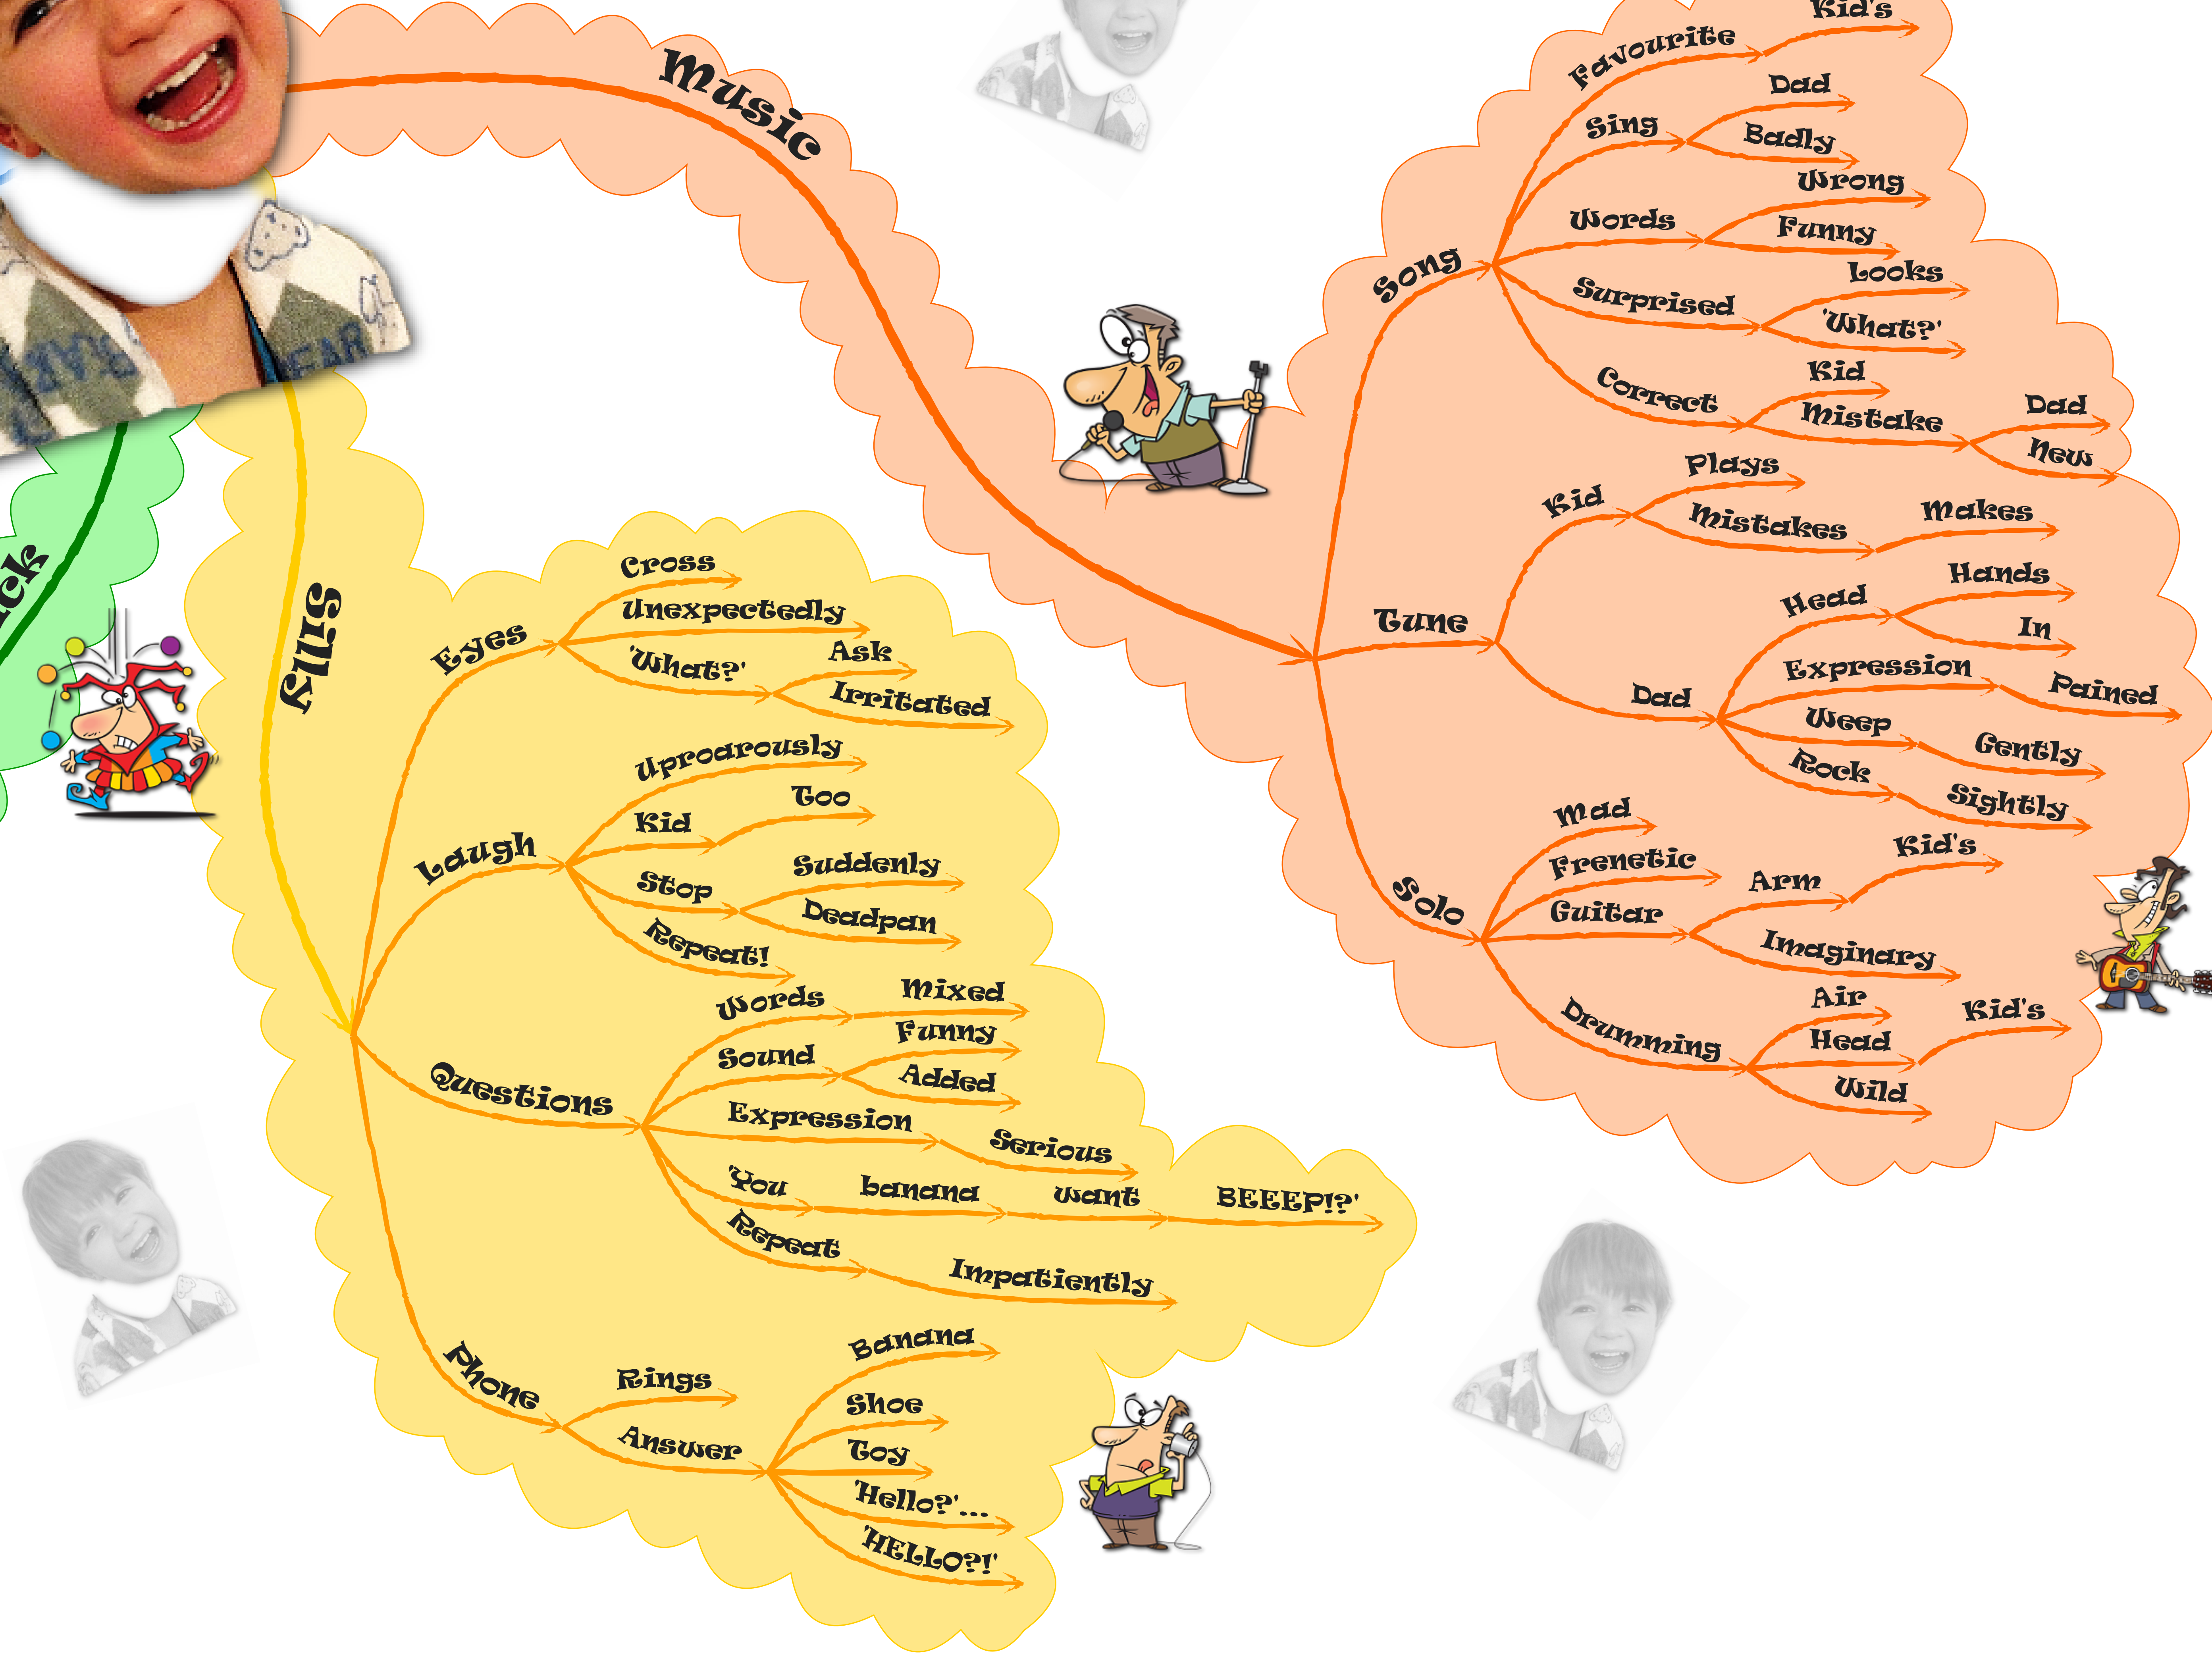 Music
Song
Favourite
Kid's
Sing
Dad
Badly
Words
Wrong
Funny
Surprised
Looks
'What?'
Correct
Kid
Mistake
Dad
New
Tune
Kid
Plays
Mistakes
Makes
Dad
Head
Hands
In
Expression
Pained
Weep
Gently
Rock
Sightly
Solo
Mad
Frenetic
Guitar
Arm
Kid's
Imaginary
Drumming
Air
Head
Kid's
Wild
Silly
Eyes
Cross
Unexpectedly
'What?'
Ask
Irritated
Laugh
Uproarously
Kid
Too
Stop
Suddenly
Deadpan
Repeat!
Questions
Words
Mixed
Sound
Funny
Added
Expression
Serious
'You banana want BEEEP!?'
Repeat
Impatiently
Phone
Rings
Answer
Banana
Shoe
Toy
'Hello?'...
'HELLO?!'
ck
BEAR